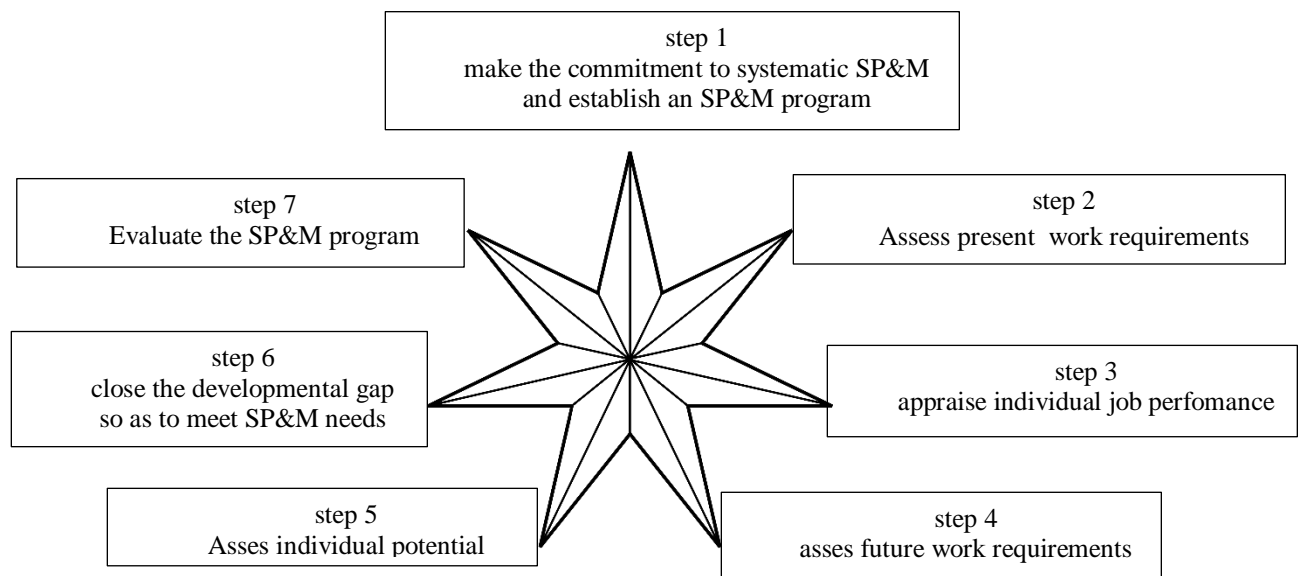 step 1
make the commitment to systematic SP&M
and establish an SP&M program
step 2
Assess present work requirements
step 3
appraise individual job perfomance
step 4
asses future work requirements
step 5
Asses individual potential
step 6
close the developmental gap
so as to meet SP&M needs
step 7
Evaluate the SP&M program